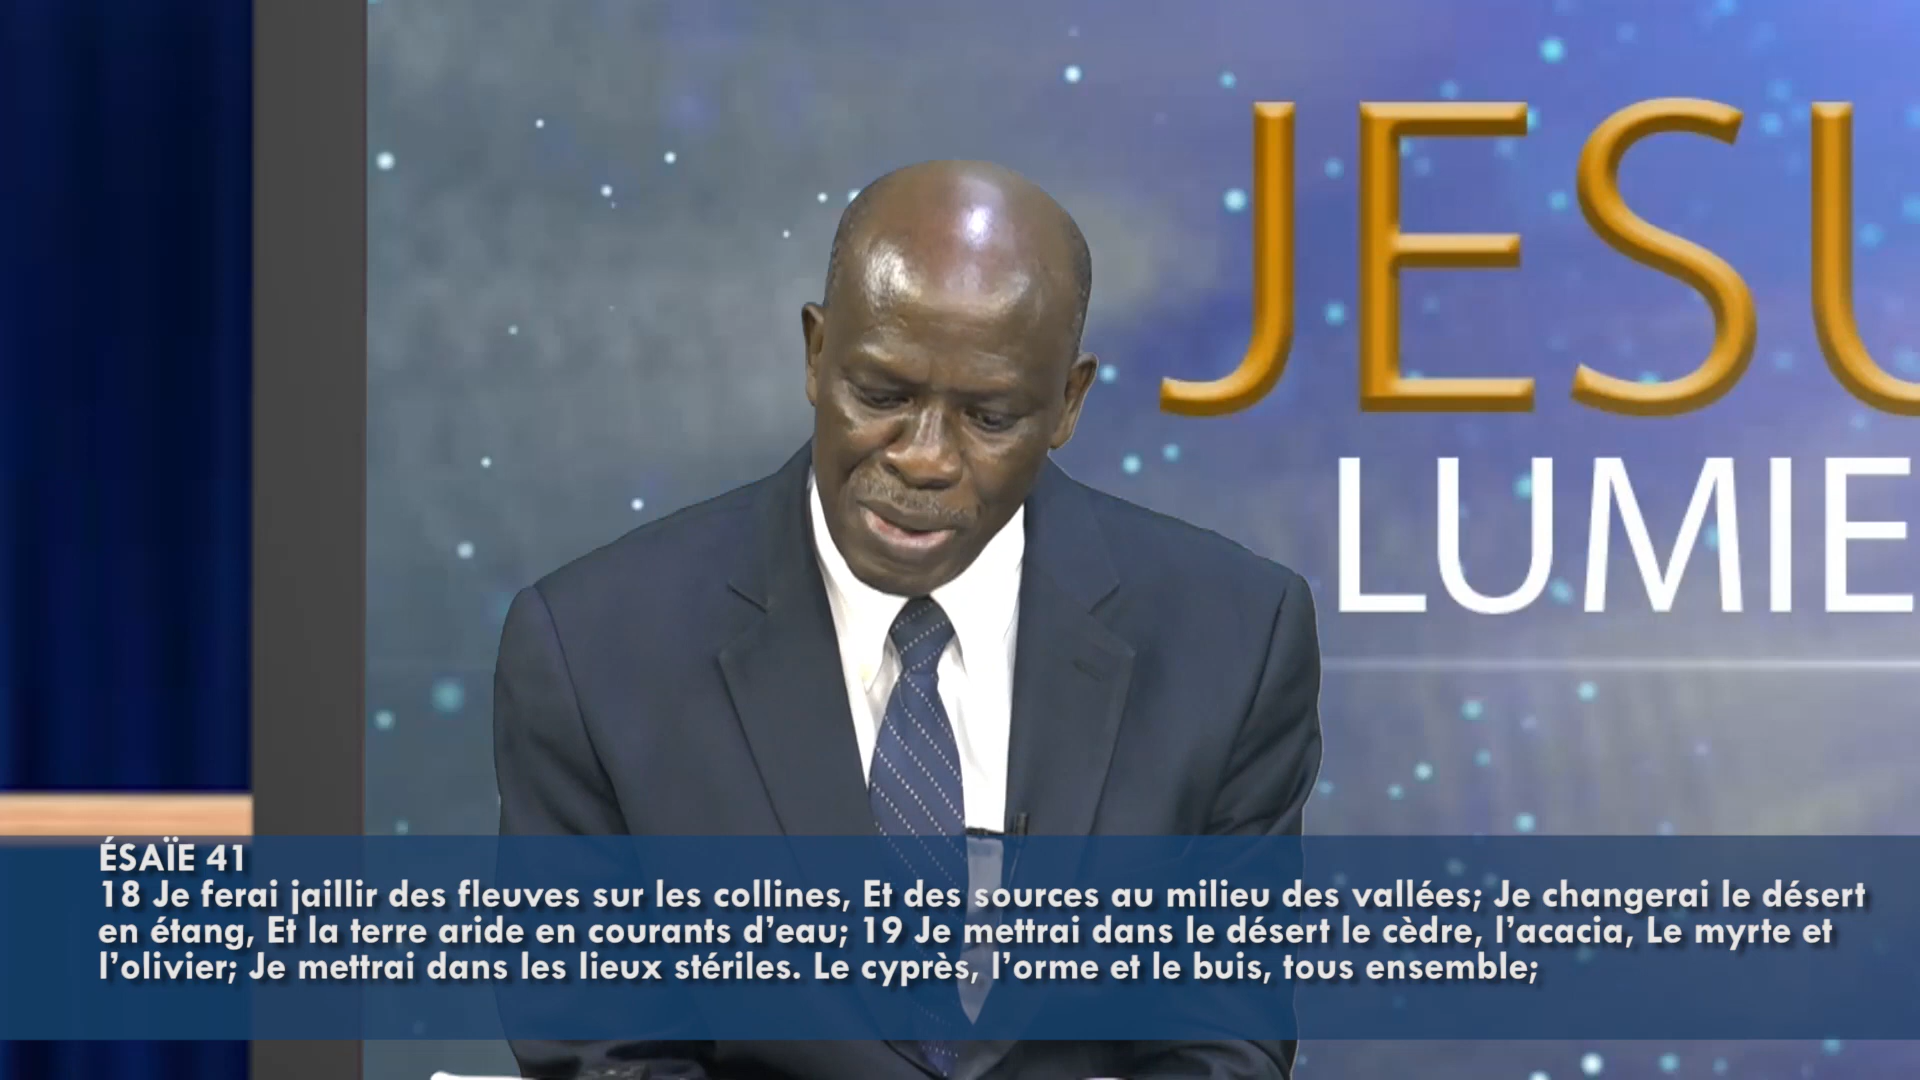 JESU
LUMIE
ÉSAÏE 41
18 Je ferai jaillir des fleuves sur les collines, Et des sources au milieu des vallées; Je changerai le désert
en étang, Et la terre aride en courants d’eau; 19 Je mettrai dans le désert le cèdre, l’acacia, Le myrte et
l’olivier; Je mettrai dans les lieux stériles. Le cyprès, l’orme et le buis, tous ensemble;